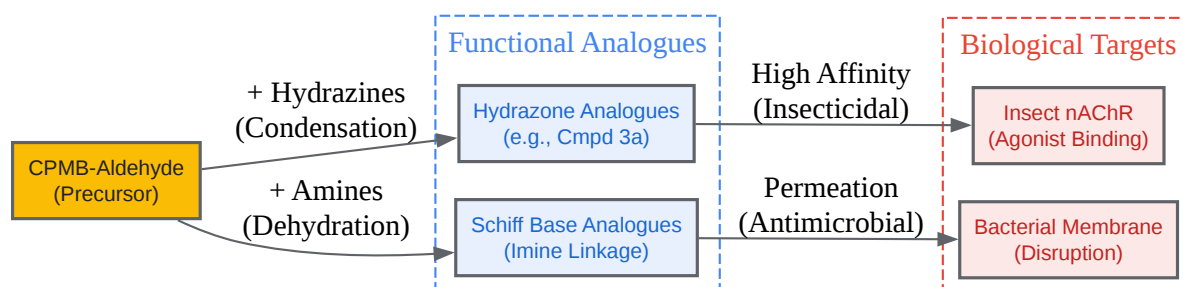 Functional Analogues
Biological Targets
+ Hydrazines
(Condensation)
High Affinity
(Insecticidal)
Hydrazone Analogues
(e.g., Cmpd 3a)
Insect nAChR
(Agonist Binding)
CPMB-Aldehyde
(Precursor)
+ Amines
(Dehydration)
Permeation
(Antimicrobial)
Schiff Base Analogues
(Imine Linkage)
Bacterial Membrane
(Disruption)